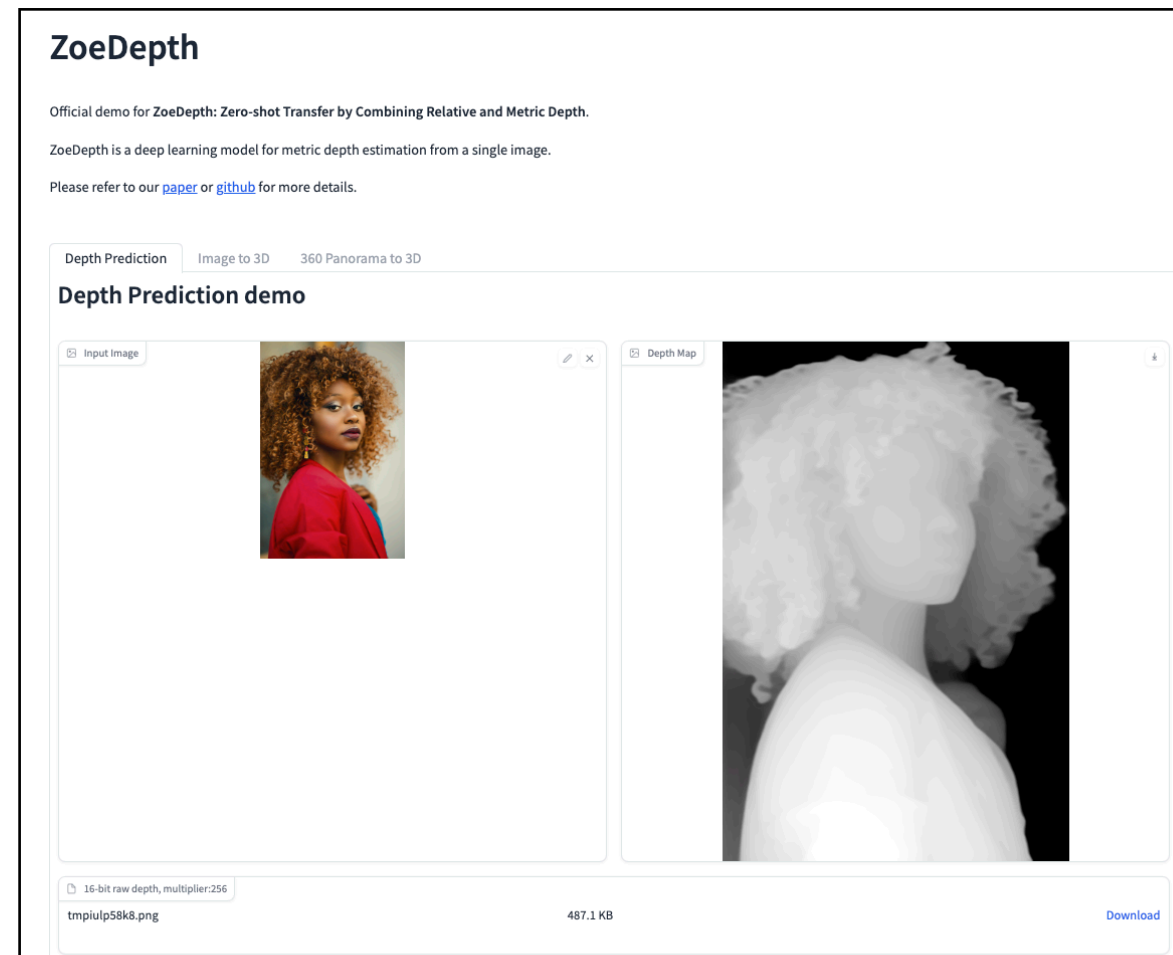 ZoeDepth
Official demo for ZoeDepth: Zero-shot Transfer by Combining Relative and Metric Depth.
ZoeDepth is a deep learning model for metric depth estimation from a single image.
Please refer to our paper or github for more details.
Depth Prediction Image to 3D 360 Panorama to 3D
Depth Prediction demo
Input Image Depth Map
16-bit raw depth, multiplier:256
tmpiulp58k8.png 487.1 KB Download